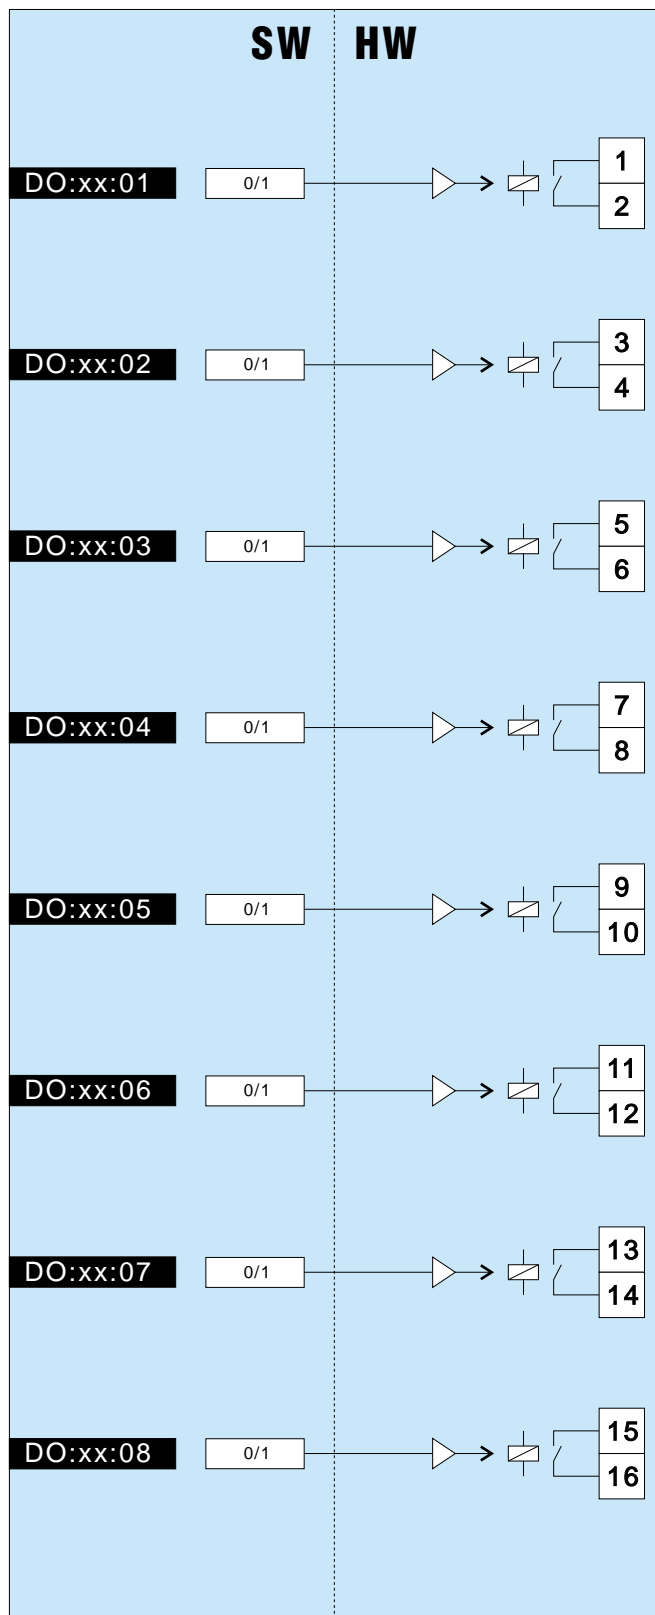 SW HW
DO:xx:01 0/1 1
2
DO:xx:02 0/1 3
4
DO:xx:03 0/1 5
6
DO:xx:04 0/1 7
8
DO:xx:05 0/1 9
10
DO:xx:06 0/1 11
12
DO:xx:07 0/1 13
14
DO:xx:08 0/1 15
16